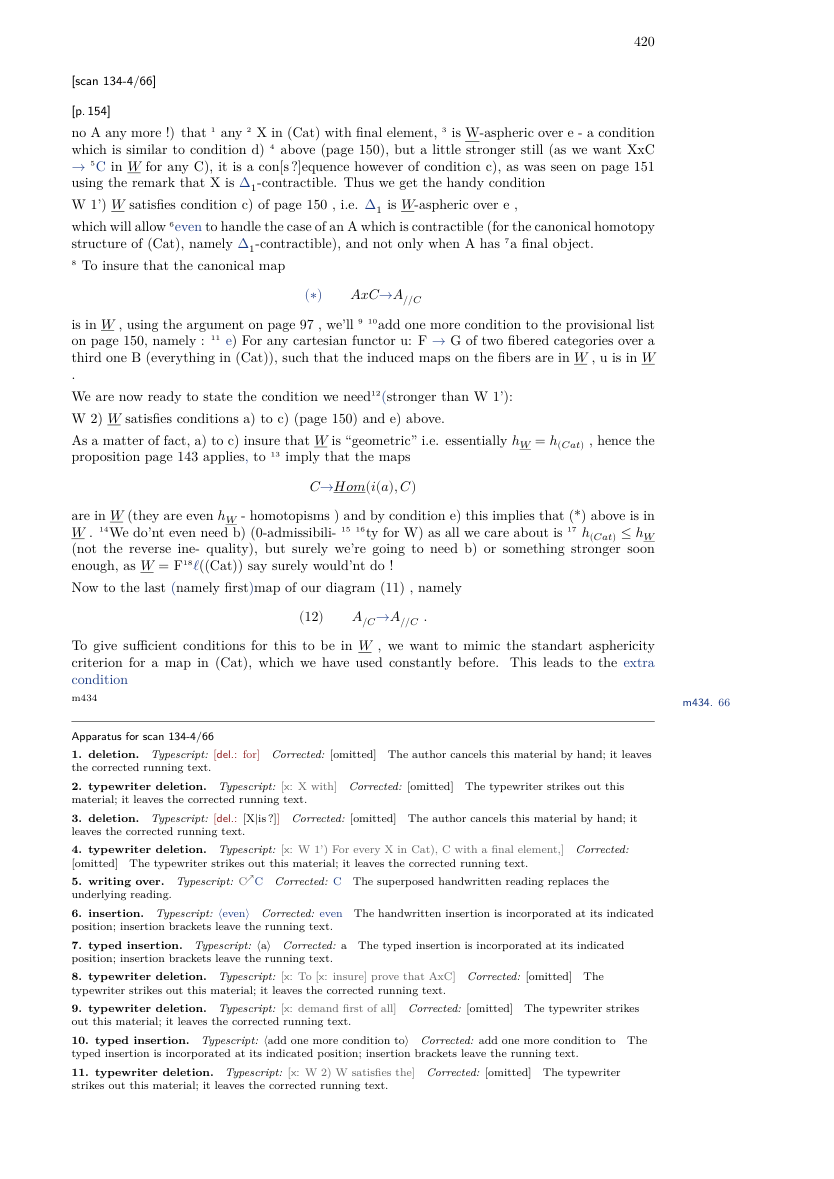 420
[scan 134-4/66]
[p. 154]
no A any more !) that ¹ any ² X in (Cat) with final element, ³ is W-aspheric over e - a condition
which is similar to condition d) ⁴ above (page 150), but a little stronger still (as we want XxC
→ ⁵C in W for any C), it is a con[s ?]equence however of condition c), as was seen on page 151
using the remark that X is Δ₁-contractible. Thus we get the handy condition
W 1') W satisfies condition c) of page 150 , i.e. Δ₁ is W-aspheric over e ,
which will allow ⁶even to handle the case of an A which is contractible (for the canonical homotopy
structure of (Cat), namely Δ₁-contractible), and not only when A has ⁷a final object.
⁸ To insure that the canonical map
(∗) AxC→A//C
is in W , using the argument on page 97 , we'll ⁹ ¹⁰add one more condition to the provisional list
on page 150, namely : ¹¹ e) For any cartesian functor u: F → G of two fibered categories over a
third one B (everything in (Cat)), such that the induced maps on the fibers are in W , u is in W
.
We are now ready to state the condition we need¹²(stronger than W 1'):
W 2) W satisfies conditions a) to c) (page 150) and e) above.
As a matter of fact, a) to c) insure that W is “geometric” i.e. essentially h_W = h_(Cat) , hence the
proposition page 143 applies, to ¹³ imply that the maps
C→Hom(i(a), C)
are in W (they are even h_W - homotopisms ) and by condition e) this implies that (*) above is in
W . ¹⁴We do'nt even need b) (0-admissibili- ¹⁵ ¹⁶ty for W) as all we care about is ¹⁷ h_(Cat) ≤ h_W
(not the reverse ine- quality), but surely we're going to need b) or something stronger soon
enough, as W = F¹⁸ℓ((Cat)) say surely would'nt do !
Now to the last (namely first)map of our diagram (11) , namely
(12) A/C→A//C .
To give sufficient conditions for this to be in W , we want to mimic the standart asphericity
criterion for a map in (Cat), which we have used constantly before. This leads to the extra
condition
m434
m434. 66
Apparatus for scan 134-4/66
1. deletion. Typescript: [del.: for] Corrected: [omitted] The author cancels this material by hand; it leaves
the corrected running text.
2. typewriter deletion. Typescript: [x: X with] Corrected: [omitted] The typewriter strikes out this
material; it leaves the corrected running text.
3. deletion. Typescript: [del.: [X|is ?]] Corrected: [omitted] The author cancels this material by hand; it
leaves the corrected running text.
4. typewriter deletion. Typescript: [x: W 1') For every X in Cat), C with a final element,] Corrected:
[omitted] The typewriter strikes out this material; it leaves the corrected running text.
5. writing over. Typescript: C↗C Corrected: C The superposed handwritten reading replaces the
underlying reading.
6. insertion. Typescript: ⟨even⟩ Corrected: even The handwritten insertion is incorporated at its indicated
position; insertion brackets leave the running text.
7. typed insertion. Typescript: ⟨a⟩ Corrected: a The typed insertion is incorporated at its indicated
position; insertion brackets leave the running text.
8. typewriter deletion. Typescript: [x: To [x: insure] prove that AxC] Corrected: [omitted] The
typewriter strikes out this material; it leaves the corrected running text.
9. typewriter deletion. Typescript: [x: demand first of all] Corrected: [omitted] The typewriter strikes
out this material; it leaves the corrected running text.
10. typed insertion. Typescript: ⟨add one more condition to⟩ Corrected: add one more condition to The
typed insertion is incorporated at its indicated position; insertion brackets leave the running text.
11. typewriter deletion. Typescript: [x: W 2) W satisfies the] Corrected: [omitted] The typewriter
strikes out this material; it leaves the corrected running text.